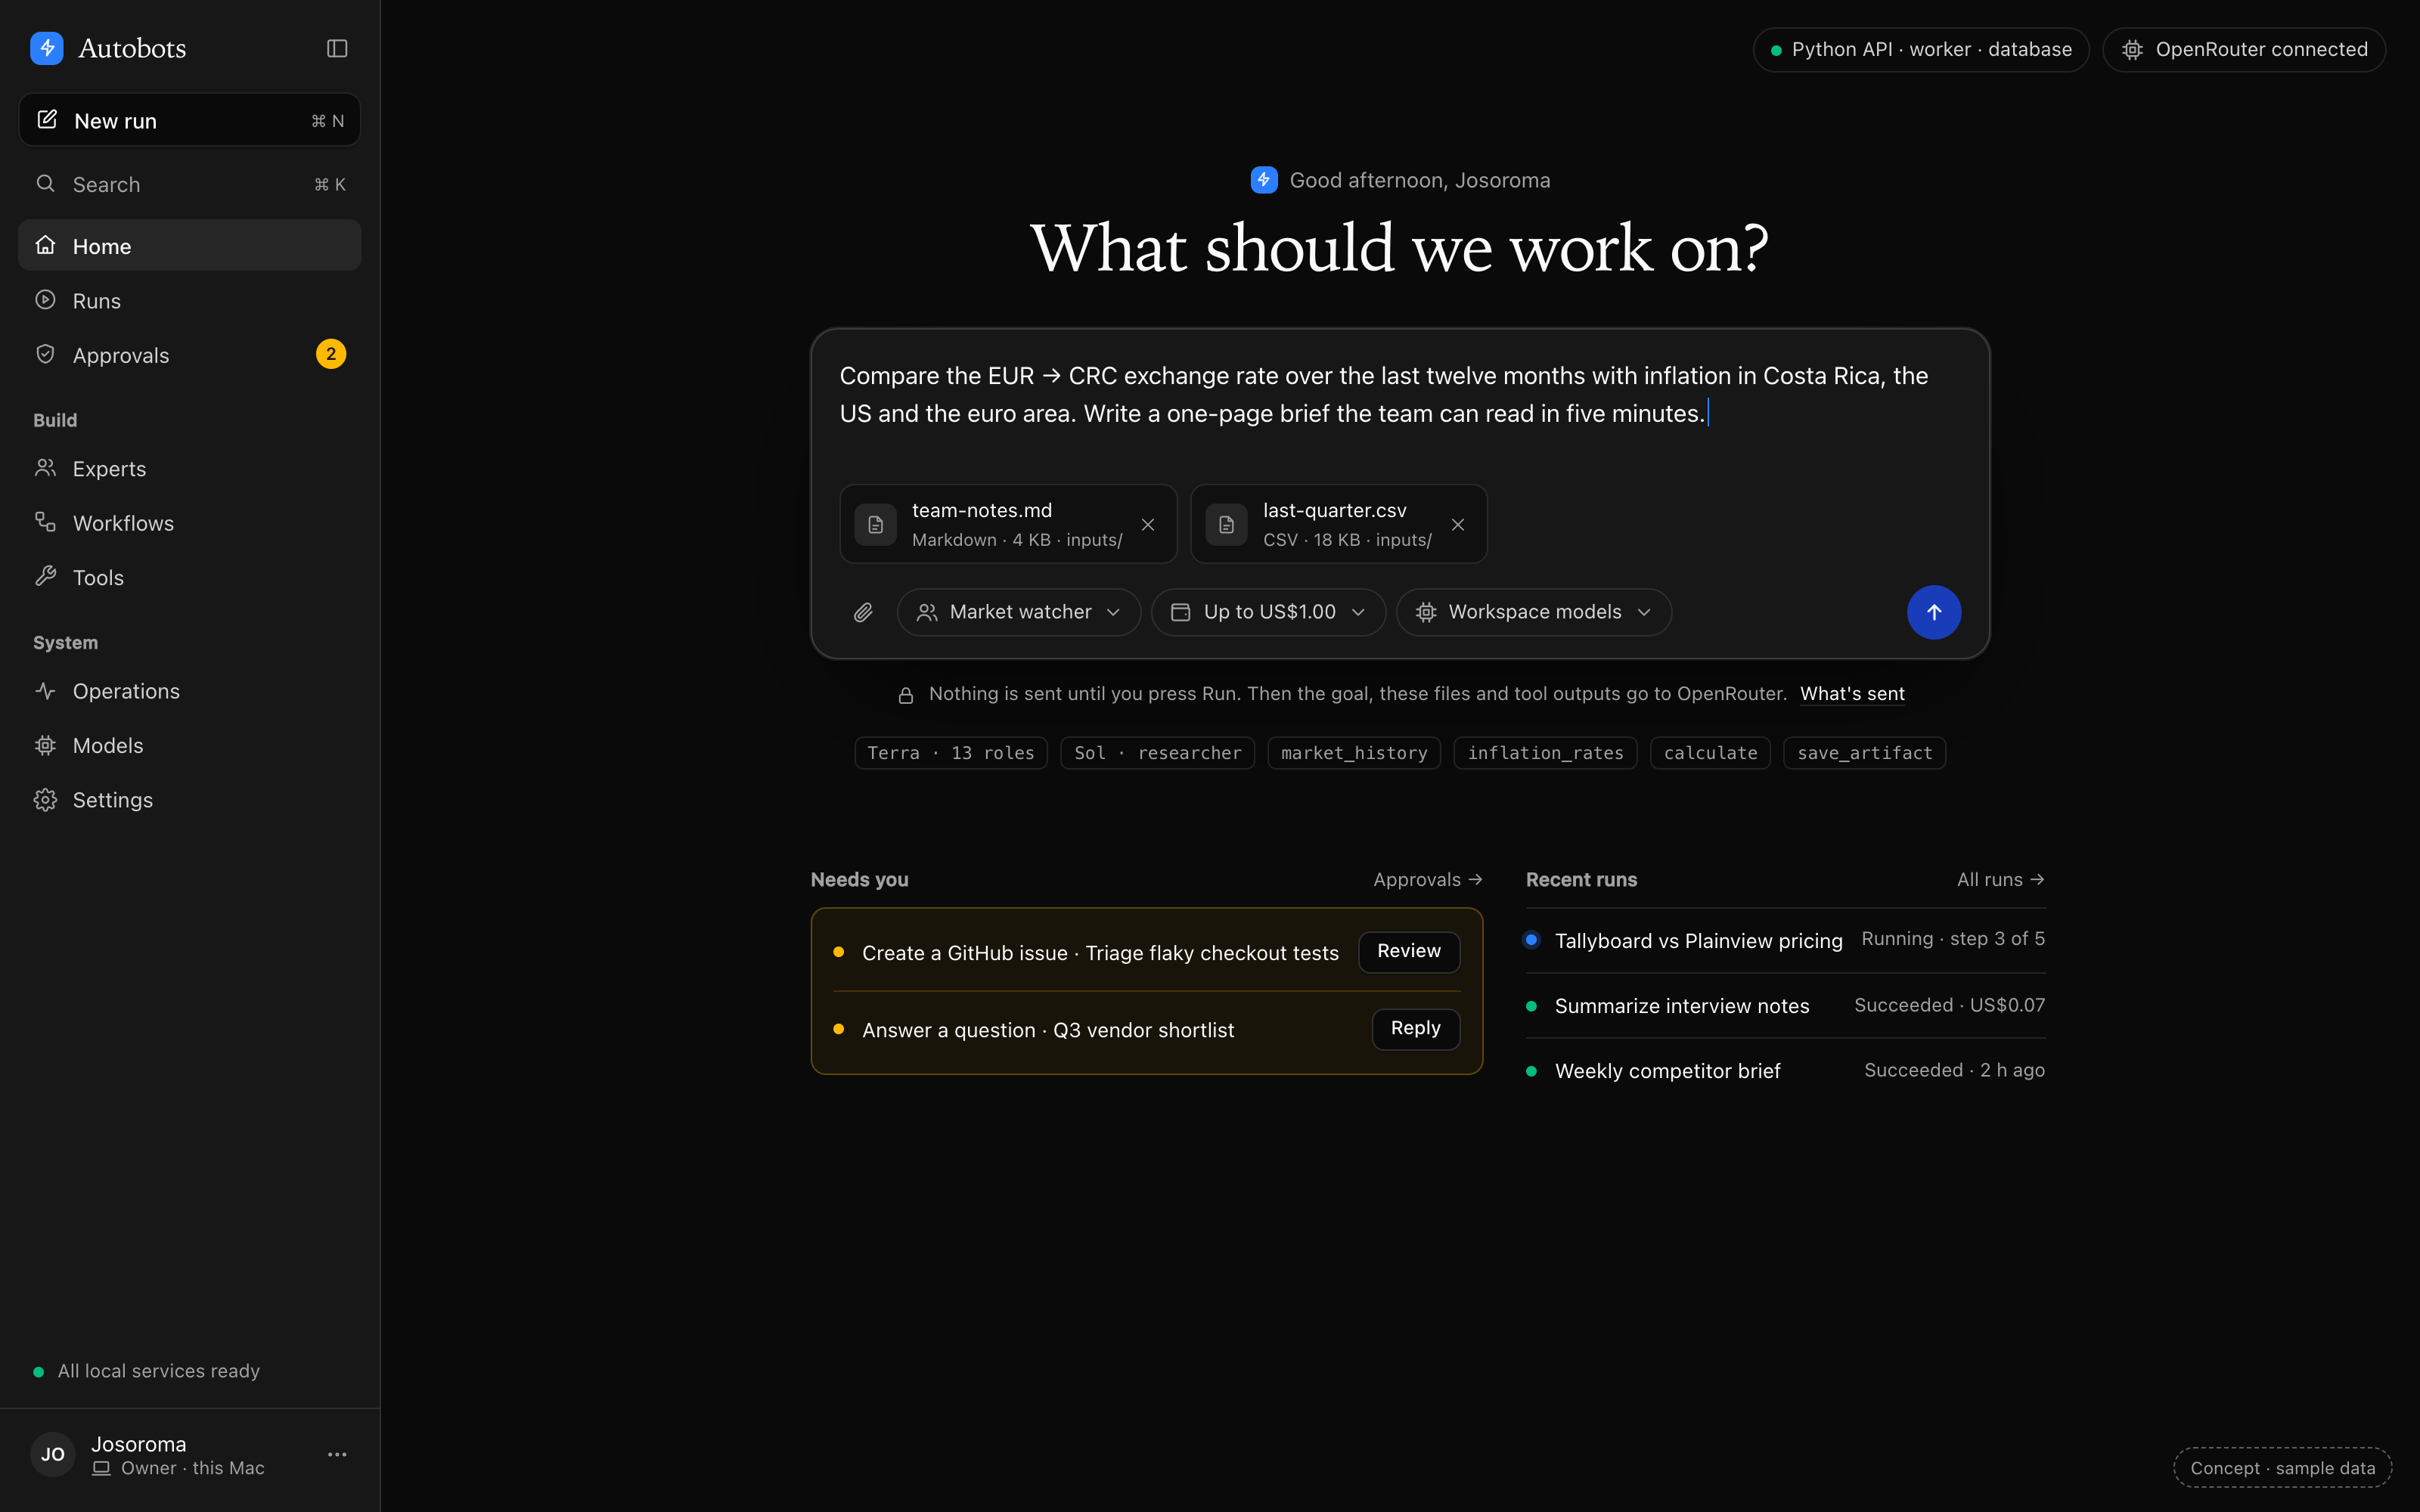 Autobots
New run ⌘ N
Search ⌘ K
Home
Runs
Approvals 2
Build
Experts
Workflows
Tools
System
Operations
Models
Settings
All local services ready
JO
Josoroma
Owner · this Mac
Python API · worker · database
OpenRouter connected
Good afternoon, Josoroma
What should we work on?
Compare the EUR → CRC exchange rate over the last twelve months with inflation in Costa Rica, the
US and the euro area. Write a one-page brief the team can read in five minutes.
team-notes.md
Markdown · 4 KB · inputs/
last-quarter.csv
CSV · 18 KB · inputs/
Market watcher
Up to US$1.00
Workspace models
Nothing is sent until you press Run. Then the goal, these files and tool outputs go to OpenRouter. What's sent
Terra · 13 roles
Sol · researcher
market_history
inflation_rates
calculate
save_artifact
Needs you
Approvals →
Create a GitHub issue · Triage flaky checkout tests
Review
Answer a question · Q3 vendor shortlist
Reply
Recent runs
All runs →
Tallyboard vs Plainview pricing
Running · step 3 of 5
Summarize interview notes
Succeeded · US$0.07
Weekly competitor brief
Succeeded · 2 h ago
Concept · sample data